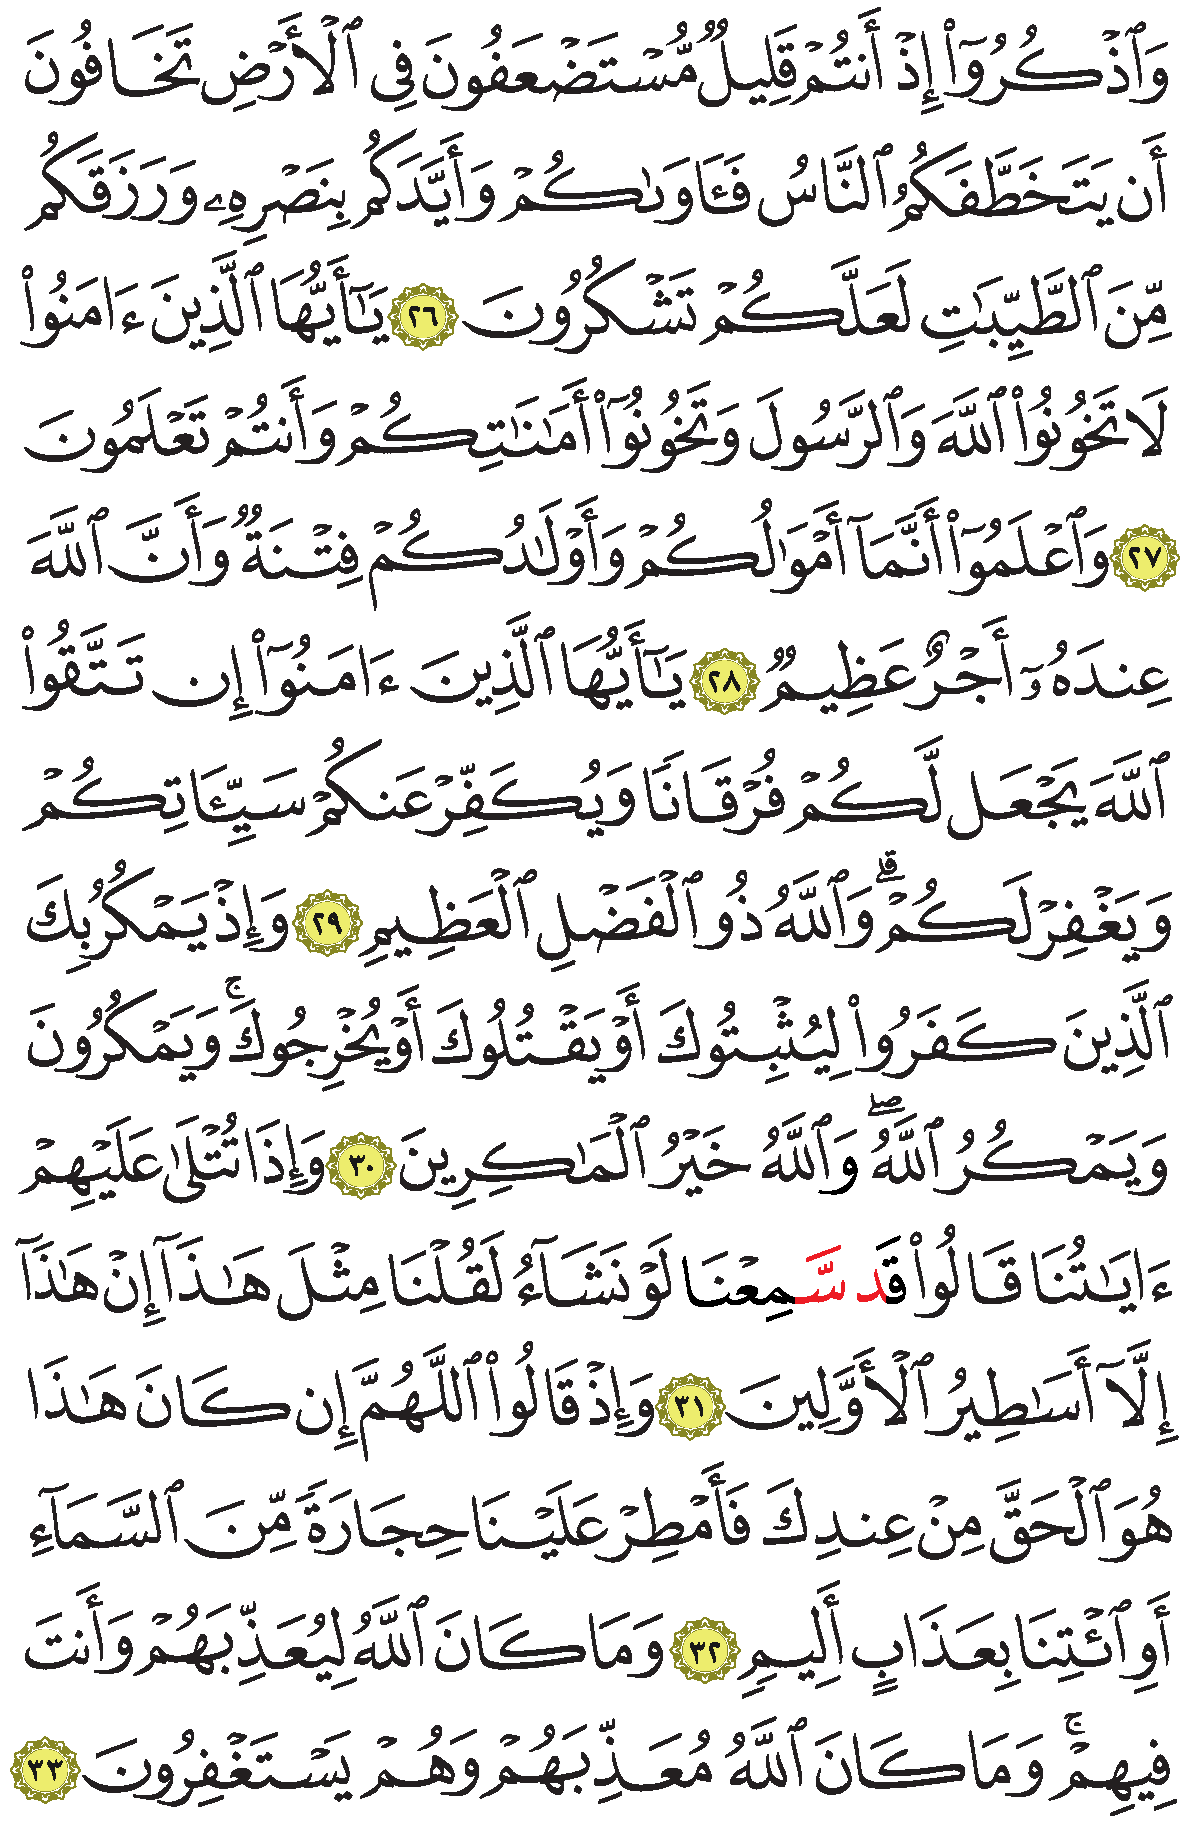 وَٱذۡكُرُوٓاْ إِذۡ أَنتُمۡ قَلِيلٌ مُّسۡتَضۡعَفُونَ فِي ٱلۡأَرۡضِ تَخَافُونَ
أَن يَتَخَطَّفَكُمُ ٱلنَّاسُ فَـَٔاوَىٰكُمۡ وَأَيَّدَكُم بِنَصۡرِهِۦ وَرَزَقَكُم
مِّنَ ٱلطَّيِّبَٰتِ لَعَلَّكُمۡ تَشۡكُرُونَ ٢٦ يَٰٓأَيُّهَا ٱلَّذِينَ ءَامَنُواْ
لَا تَخُونُواْ ٱللَّهَ وَٱلرَّسُولَ وَتَخُونُوٓاْ أَمَٰنَٰتِكُمۡ وَأَنتُمۡ تَعۡلَمُونَ
٢٧ وَٱعۡلَمُوٓاْ أَنَّمَآ أَمۡوَٰلُكُمۡ وَأَوۡلَٰدُكُمۡ فِتۡنَةٌ وَأَنَّ ٱللَّهَ
عِندَهُۥٓ أَجۡرٌ عَظِيمٌ ٢٨ يَٰٓأَيُّهَا ٱلَّذِينَ ءَامَنُوٓاْ إِن تَتَّقُواْ
ٱللَّهَ يَجۡعَل لَّكُمۡ فُرۡقَانًا وَيُكَفِّرۡ عَنكُمۡ سَيِّـَٔاتِكُمۡ
وَيَغۡفِرۡ لَكُمۡۗ وَٱللَّهُ ذُو ٱلۡفَضۡلِ ٱلۡعَظِيمِ ٢٩ وَإِذۡ يَمۡكُرُ بِكَ
ٱلَّذِينَ كَفَرُواْ لِيُثۡبِتُوكَ أَوۡ يَقۡتُلُوكَ أَوۡ يُخۡرِجُوكَۚ وَيَمۡكُرُونَ
وَيَمۡكُرُ ٱللَّهُۖ وَٱللَّهُ خَيۡرُ ٱلۡمَٰكِرِينَ ٣٠ وَإِذَا تُتۡلَىٰ عَلَيۡهِمۡ
ءَايَٰتُنَا قَالُواْ قَد سَّمِعۡنَا لَوۡ نَشَآءُ لَقُلۡنَا مِثۡلَ هَٰذَآ إِنۡ هَٰذَآ
إِلَّآ أَسَٰطِيرُ ٱلۡأَوَّلِينَ ٣١ وَإِذۡ قَالُواْ ٱللَّهُمَّ إِن كَانَ هَٰذَا
هُوَ ٱلۡحَقَّ مِنۡ عِندِكَ فَأَمۡطِرۡ عَلَيۡنَا حِجَارَةً مِّنَ ٱلسَّمَآءِ
أَوِ ٱئۡتِنَا بِعَذَابٍ أَلِيمٍ ٣٢ وَمَا كَانَ ٱللَّهُ لِيُعَذِّبَهُمۡ وَأَنتَ
فِيهِمۡۚ وَمَا كَانَ ٱللَّهُ مُعَذِّبَهُمۡ وَهُمۡ يَسۡتَغۡفِرُونَ ٣٣